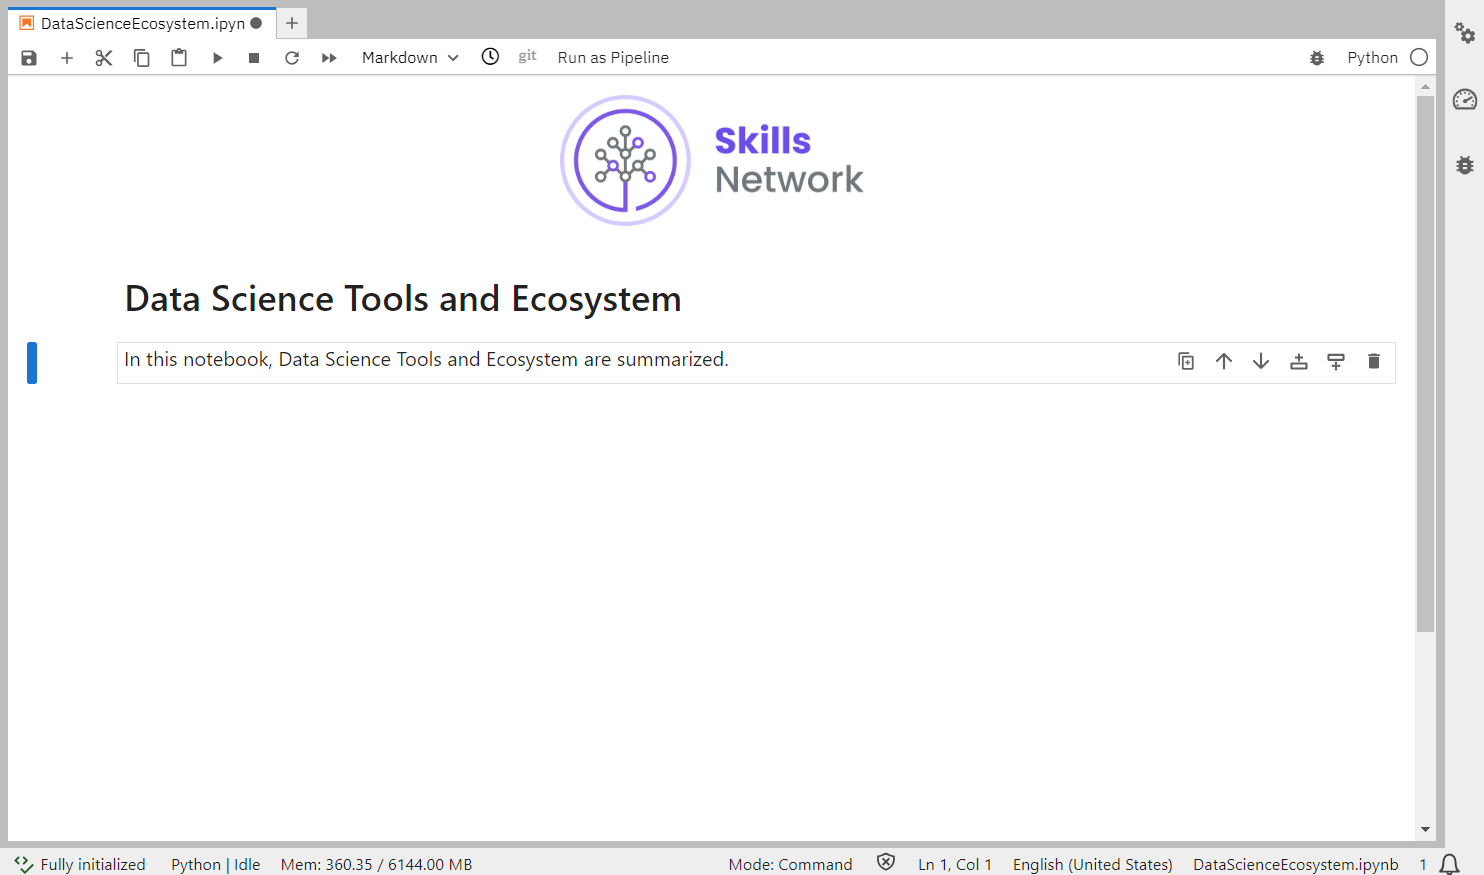 DataScienceEcosystem.ipyn
Markdown git Run as Pipeline Python
Skills
Network
Data Science Tools and Ecosystem
In this notebook, Data Science Tools and Ecosystem are summarized.
Fully initialized Python | Idle Mem: 360.35 / 6144.00 MB Mode: Command Ln 1, Col 1 English (United States) DataScienceEcosystem.ipynb 1